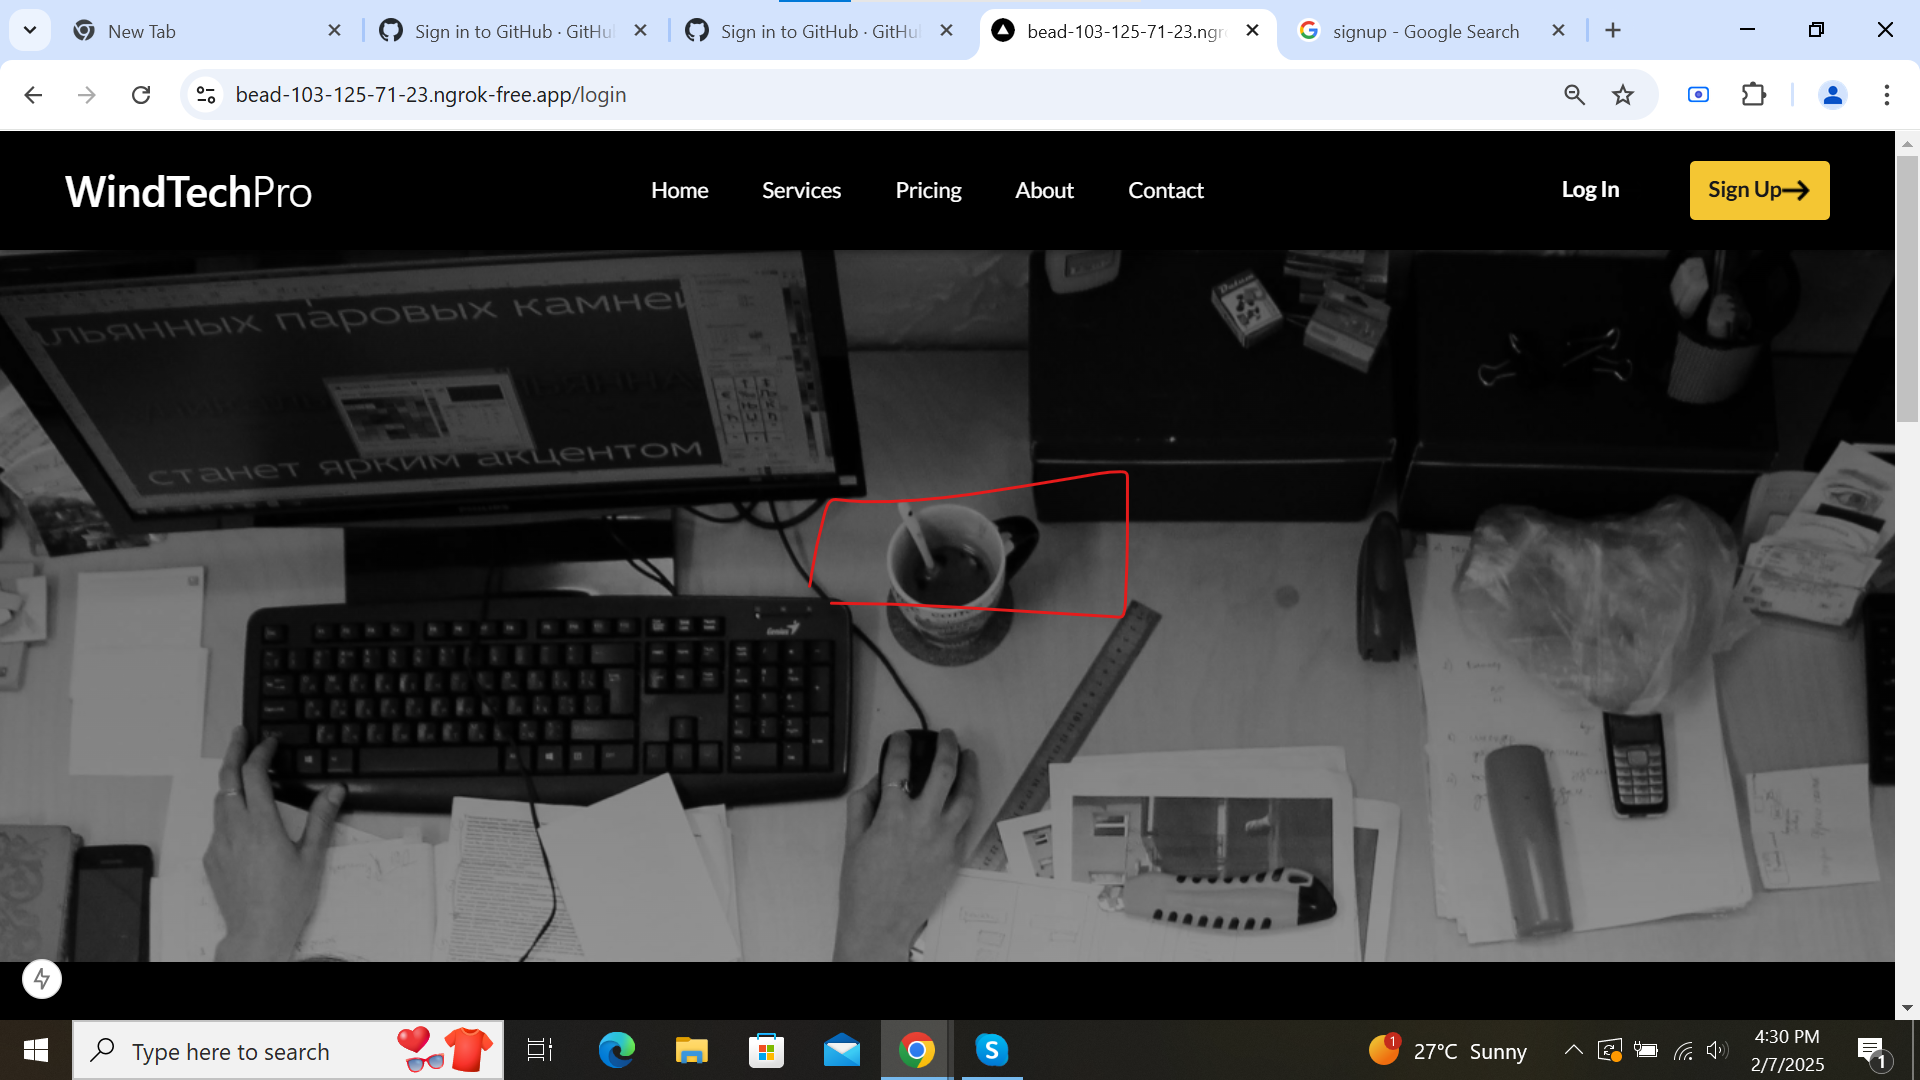 New Tab
Sign in to GitHub · GitHu
Sign in to GitHub · GitHu
bead-103-125-71-23.ngr
signup - Google Search
bead-103-125-71-23.ngrok-free.app/login
WindTechPro
Home
Services
Pricing
About
Contact
Log In
Sign Up
льянных паровых камней
станет ярким акцентом
Genius
Type here to search
1
27°C Sunny
4:30 PM
2/7/2025
1